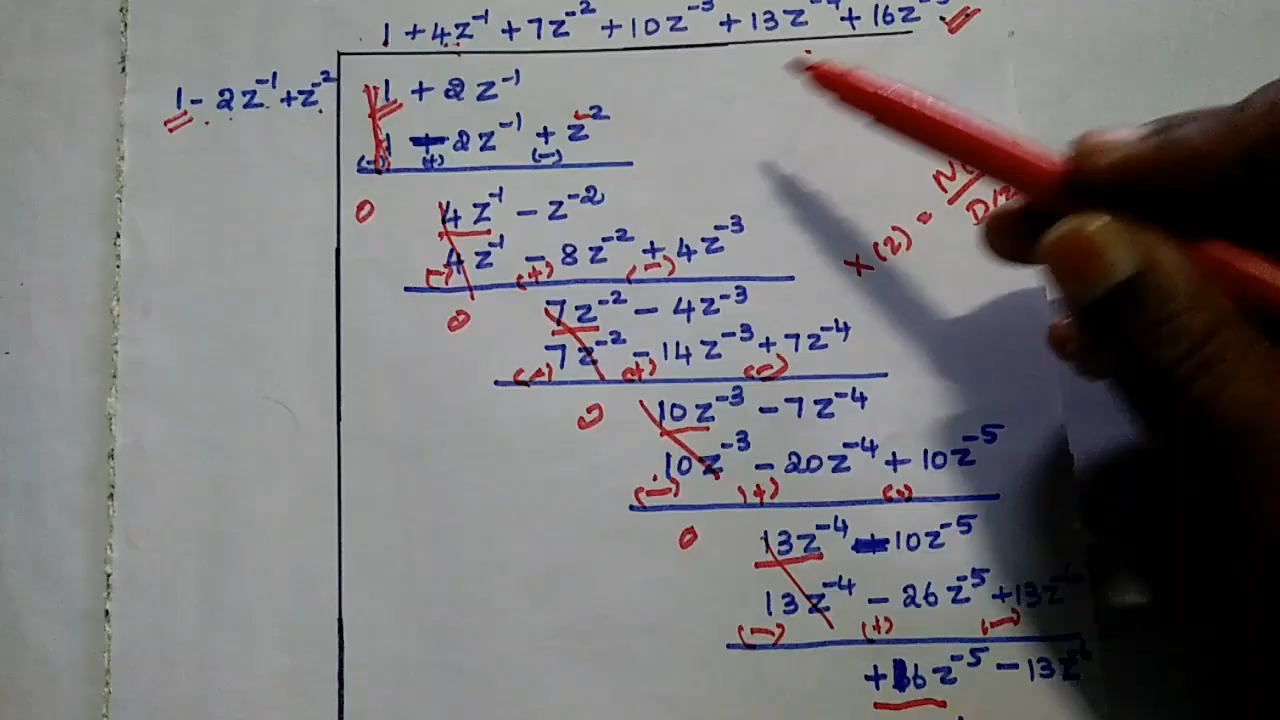 1 + 4z⁻¹ + 7z⁻² + 10z⁻³ + 13z⁻⁴ + 16z⁻
1 - 2z⁻¹ + z⁻²
1 + 2z⁻¹
1 - 2z⁻¹ + z⁻²
(-) (+) (-)
0 4z⁻¹ - z⁻²
4z⁻¹ - 8z⁻² + 4z⁻³
(-) (+) (-)
0 7z⁻² - 4z⁻³
7z⁻² - 14z⁻³ + 7z⁻⁴
(-) (+) (-)
0 10z⁻³ - 7z⁻⁴
10z⁻³ - 20z⁻⁴ + 10z⁻⁵
(-) (+) (-)
0 13z⁻⁴ - 10z⁻⁵
13z⁻⁴ - 26z⁻⁵ + 13z⁻
(-) (+) (-)
+16z⁻⁵ - 13z⁻
x(z) =